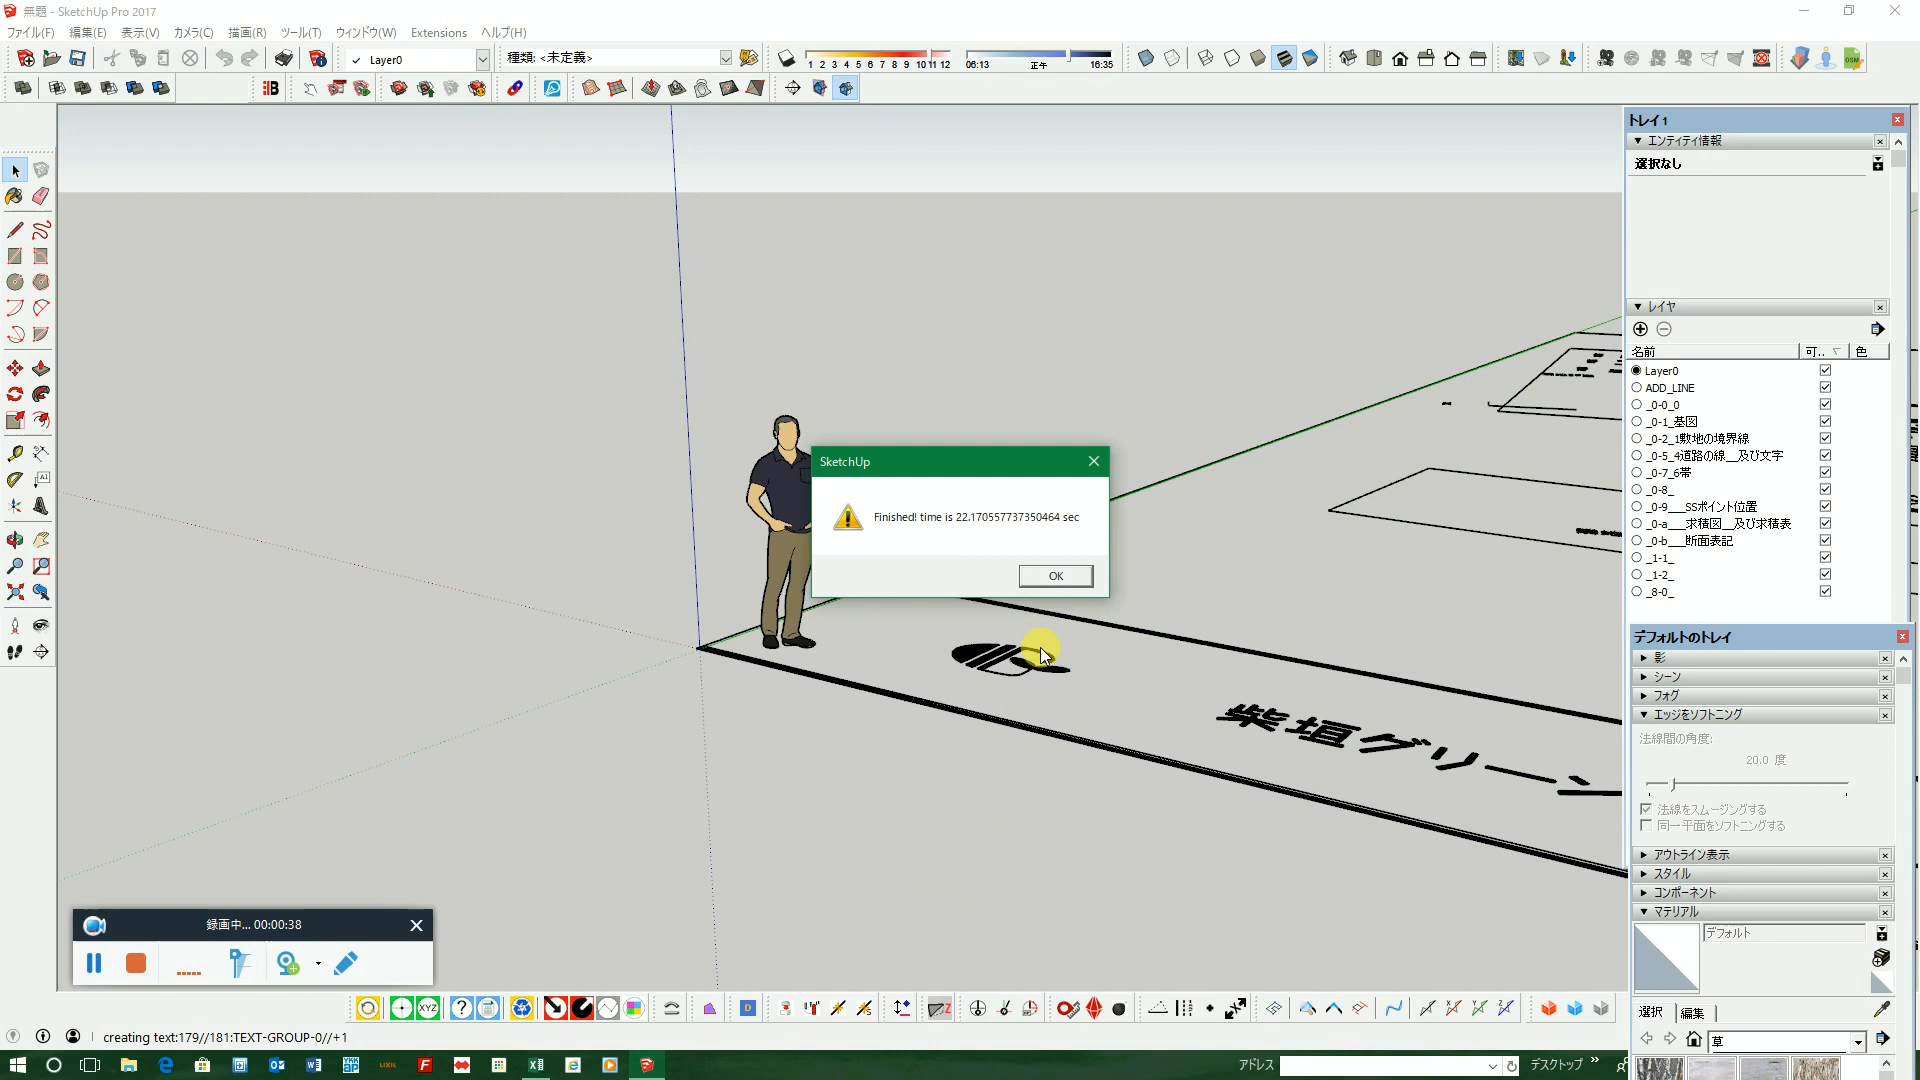 無題 - SketchUp Pro 2017
ファイル(F) 編集(E) 表示(V) カメラ(C) 描画(R) ツール(T) ウィンドウ(W) Extensions ヘルプ(H)
Layer0
種類: <未定義>
1 2 3 4 5 6 7 8 9 10 11 12
06:13 正午 16:35
トレイ1
エンティティ情報
選択なし
レイヤ
名前 可.. 色
Layer0
ADD_LINE
_0-0_0
_0-1_基図
_0-2_1敷地の境界線
_0-5_4道路の線__及び文字
_0-7_6帯
_0-8_
_0-9___SSポイント位置
_0-a___求積図__及び求積表
_0-b___断面表記
_1-1_
_1-2_
_8-0_
SketchUp
Finished! time is 22.170557737350464 sec
OK
柴垣グリーン
デフォルトのトレイ
影
シーン
フォグ
エッジをソフトニング
法線間の角度:
20.0 度
法線をスムージングする
同一平面をソフトニングする
アウトライン表示
スタイル
コンポーネント
マテリアル
デフォルト
選択 編集
草
録画中... 00:00:38
creating text:179//181:TEXT-GROUP-0//+1
アドレス
デスクトップ